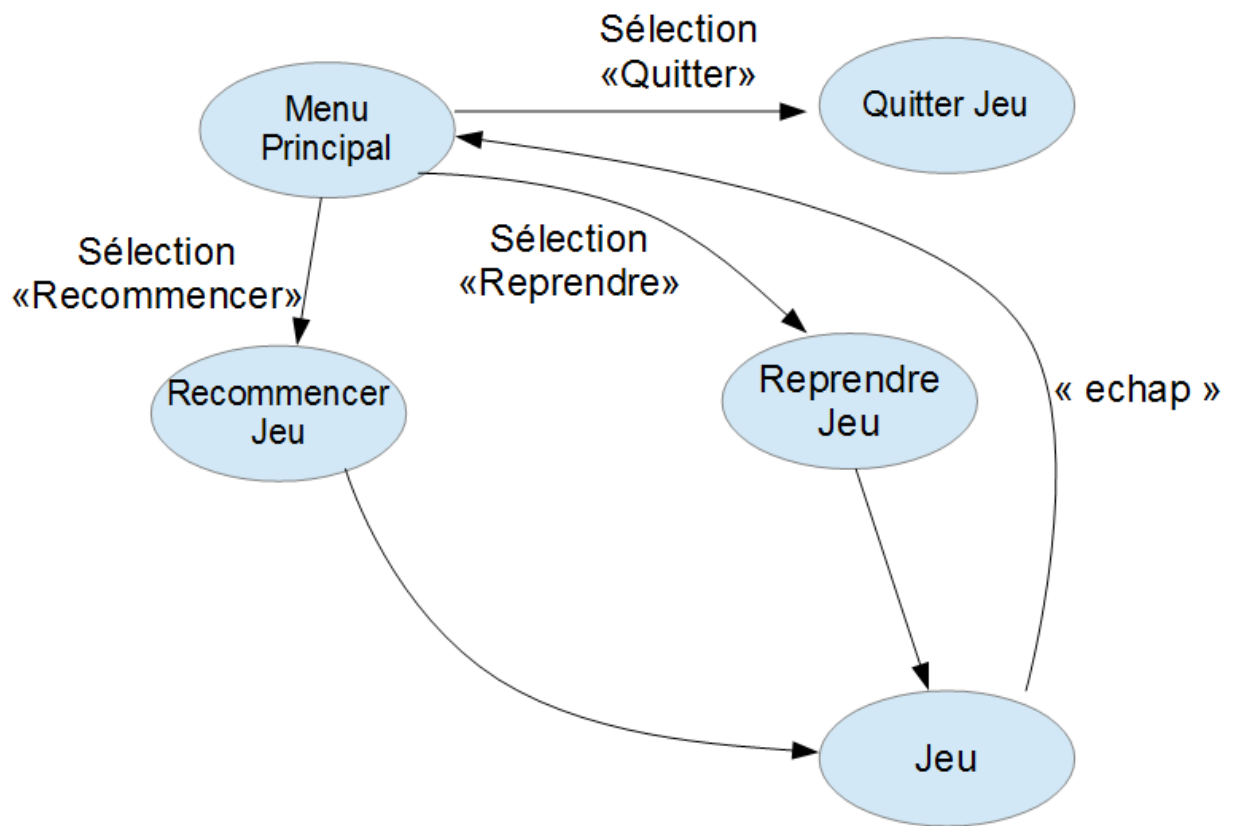 Sélection
«Quitter»
Menu
Principal
Quitter Jeu
Sélection
«Recommencer»
Sélection
«Reprendre»
Recommencer
Jeu
Reprendre
Jeu
« echap »
Jeu